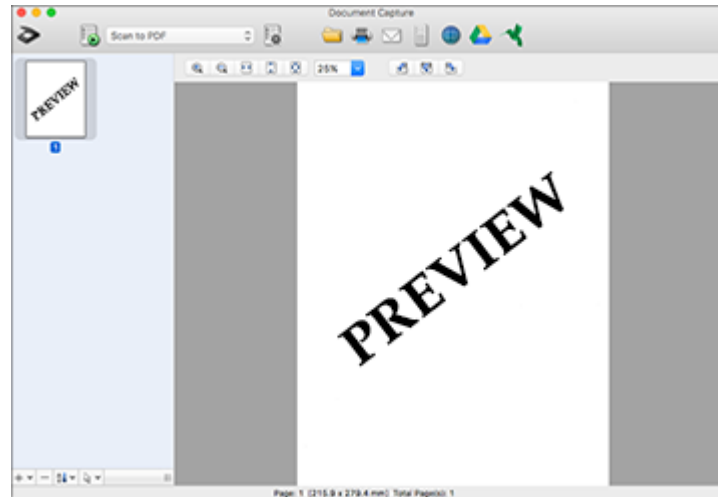 Document Capture
Scan to PDF
25%
PREVIEW
1
PREVIEW
Page: 1 [215.9 x 279.4 mm] Total Page(s): 1